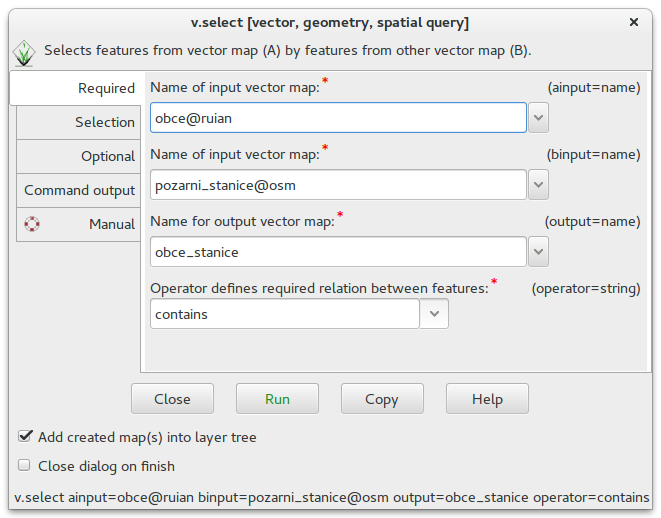 v.select [vector, geometry, spatial query]
Selects features from vector map (A) by features from other vector map (B).
Required
Selection
Optional
Command output
Manual
Name of input vector map:* (ainput=name)
obce@ruian
Name of input vector map:* (binput=name)
pozarni_stanice@osm
Name for output vector map:* (output=name)
obce_stanice
Operator defines required relation between features:* (operator=string)
contains
Close Run Copy Help
Add created map(s) into layer tree
Close dialog on finish
v.select ainput=obce@ruian binput=pozarni_stanice@osm output=obce_stanice operator=contains